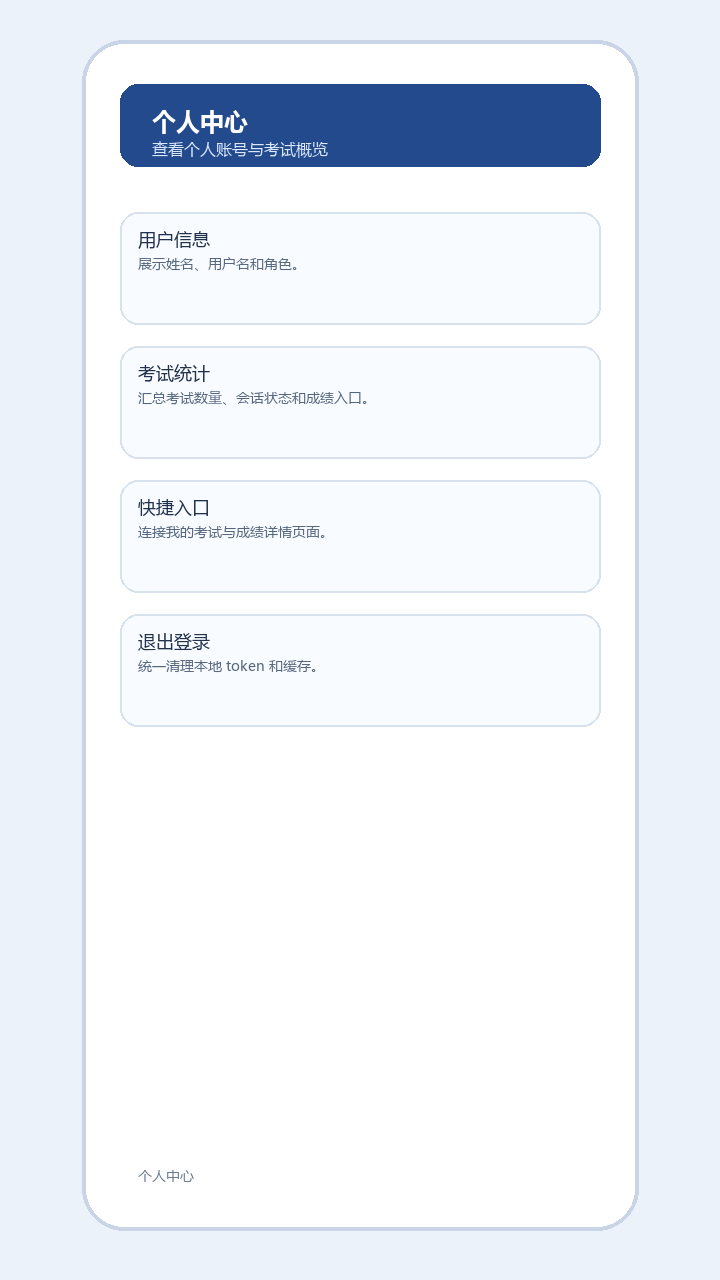 个人中心
查看个人账号与考试概览
用户信息
展示姓名、用户名和角色。
考试统计
汇总考试数量、会话状态和成绩入口。
快捷入口
连接我的考试与成绩详情页面。
退出登录
统一清理本地 token 和缓存。
个人中心